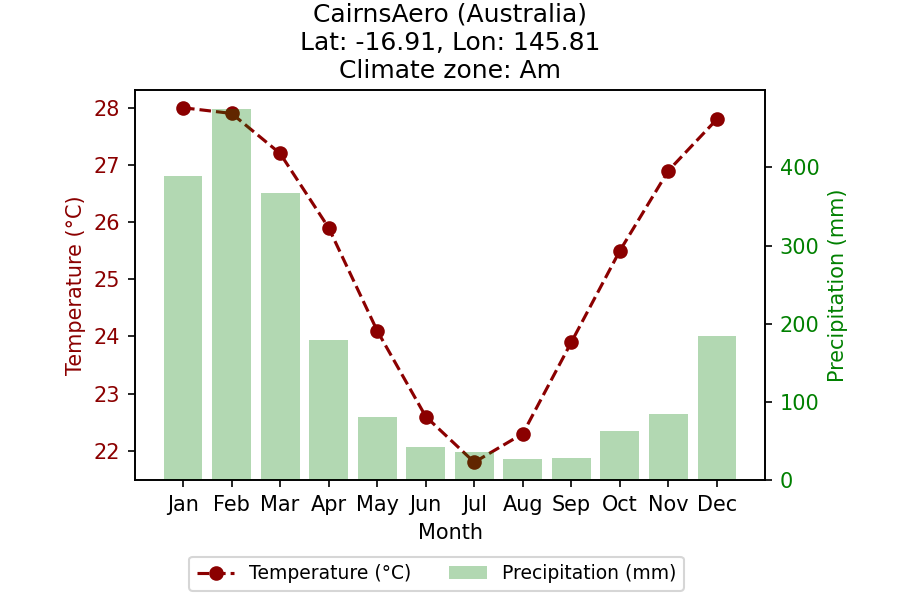 CairnsAero (Australia)
Lat: -16.91, Lon: 145.81
Climate zone: Am
Temperature (°C)
28
27
26
25
24
23
22
400
300
200
100
0
Precipitation (mm)
Jan Feb Mar Apr May Jun Jul Aug Sep Oct Nov Dec
Month
Temperature (°C) Precipitation (mm)